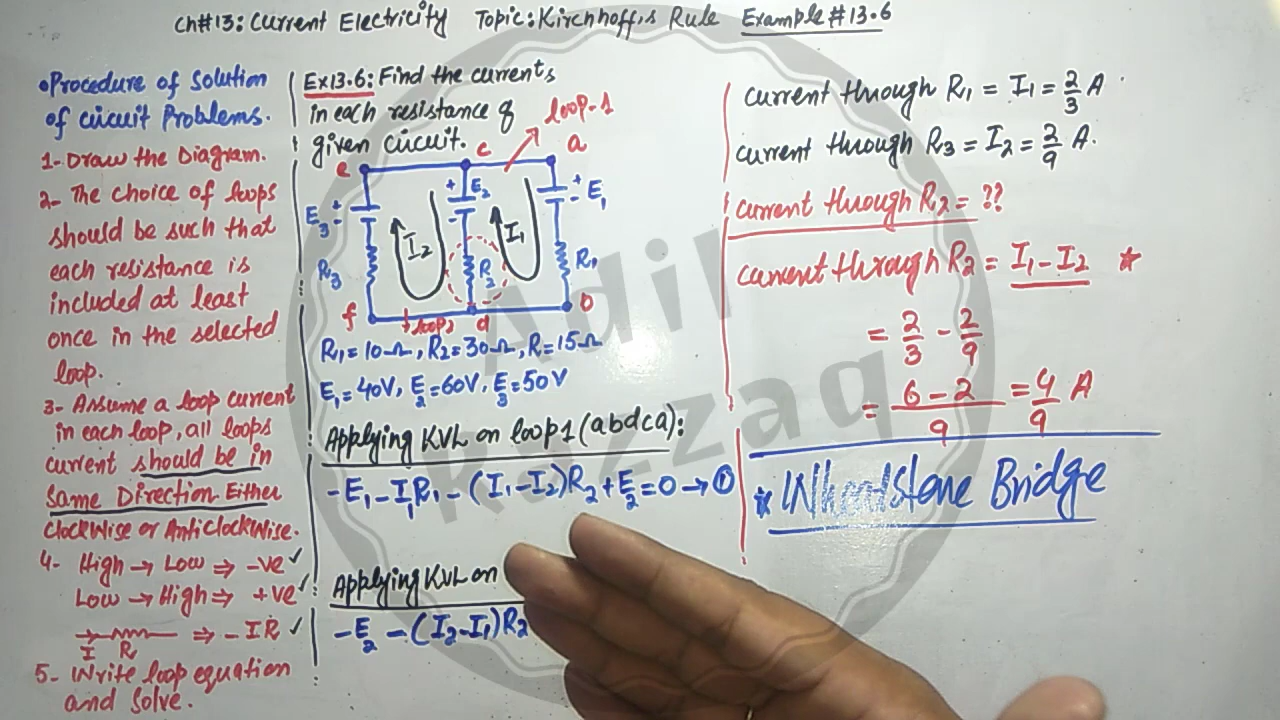 Ch#13: Current Electricity Topic: Kirchhoff,s Rule Example #13.6
•Procedure of Solution
of circuit Problems.
1- Draw the Diagram.
2- The choice of loops
should be such that
each resistance is
included at least
once in the selected
loop.
3- Assume a loop current
in each loop, all loops
current should be in
Same Direction Either
Clockwise or AntiClockwise.
4- High → Low ⇒ -ve ✓
Low → High ⇒ +ve ✓
I R ⇒ - IR ✓
5- Write loop equation
and solve.
Ex13.6: Find the currents
in each resistance of
given circuit.
loop-1
e c a
E3 + - + E2 - + - E1
I2 I1
R3 R2 R1
f loop2 d b
R1=10Ω, R2=30Ω, R=15Ω
E1=40V, E2=60V, E3=50V
Applying KVL on loop1 (abdca):
-E1 - I1R1 - (I1-I2)R2 + E2 = 0 → ①
Applying KVL on
-E2 - (I2-I1)R2
current through R1 = I1 = 2/3 A
current through R3 = I2 = 2/9 A.
current through R2 = ??
current through R2 = I1 - I2 *
= 2/3 - 2/9
= 6-2/9 = 4/9 A
* Wheatstone Bridge
Adil
Razzaq